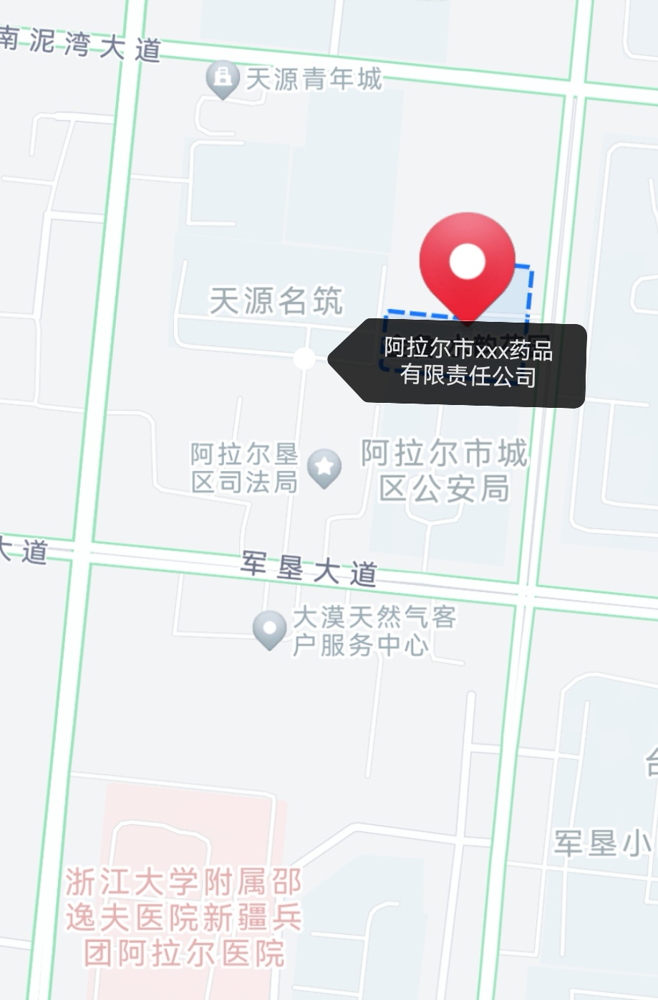 南泥湾大道
天源青年城
天源名筑
阿拉尔市xxx药品
有限责任公司
阿拉尔垦
区司法局
阿拉尔市城
区公安局
大道
军垦大道
大漠天然气客
户服务中心
台
军垦小
浙江大学附属邵
逸夫医院新疆兵
团阿拉尔医院